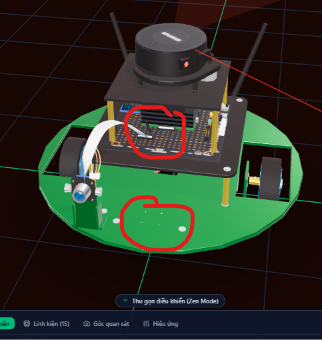 Thu gọn điều khiển (Zen Mode)
Linh kiện (15)
Góc quan sát
Hiệu ứng